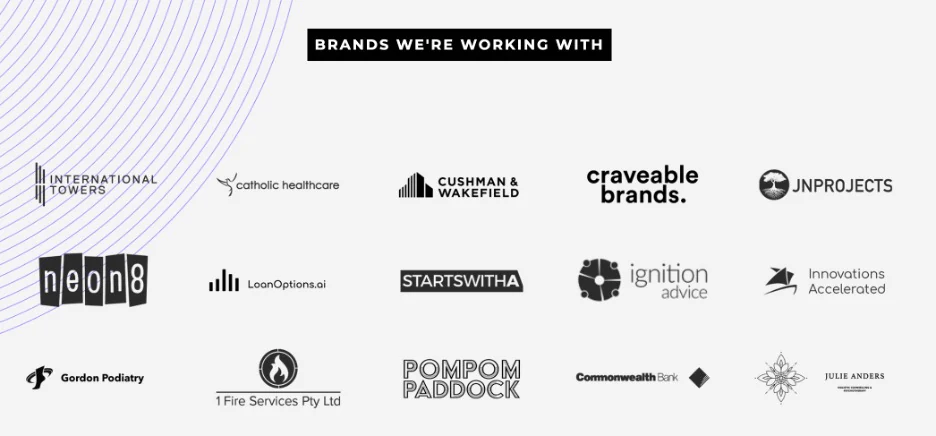 BRANDS WE'RE WORKING WITH
INTERNATIONAL
TOWERS
catholic healthcare
CUSHMAN &
WAKEFIELD
craveable
brands.
JNPROJECTS
neon8
LoanOptions.ai
STARTSWITHA
ignition
advice
Innovations
Accelerated
Gordon Podiatry
1 Fire Services Pty Ltd
POMPOM
PADDOCK
CommonwealthBank
JULIE ANDERS